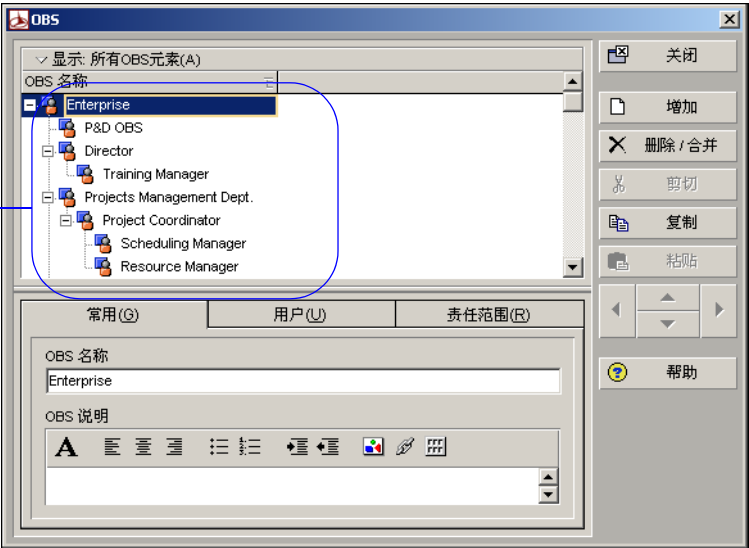 OBS
显示: 所有OBS元素(A)
OBS 名称
Enterprise
P&D OBS
Director
Training Manager
Projects Management Dept.
Project Coordinator
Scheduling Manager
Resource Manager
常用(G) 用户(U) 责任范围(R)
OBS 名称
Enterprise
OBS 说明
A
关闭
增加
删除 / 合并
剪切
复制
粘贴
帮助